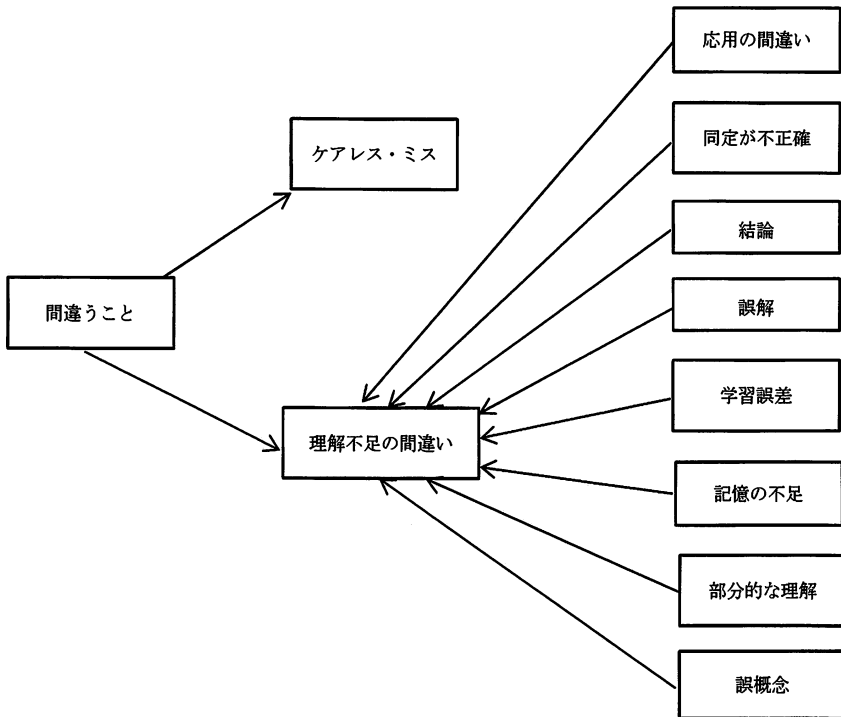 応用の間違い
同定が不正確
ケアレス・ミス
結論
間違うこと
誤解
学習誤差
理解不足の間違い
記憶の不足
部分的な理解
誤概念